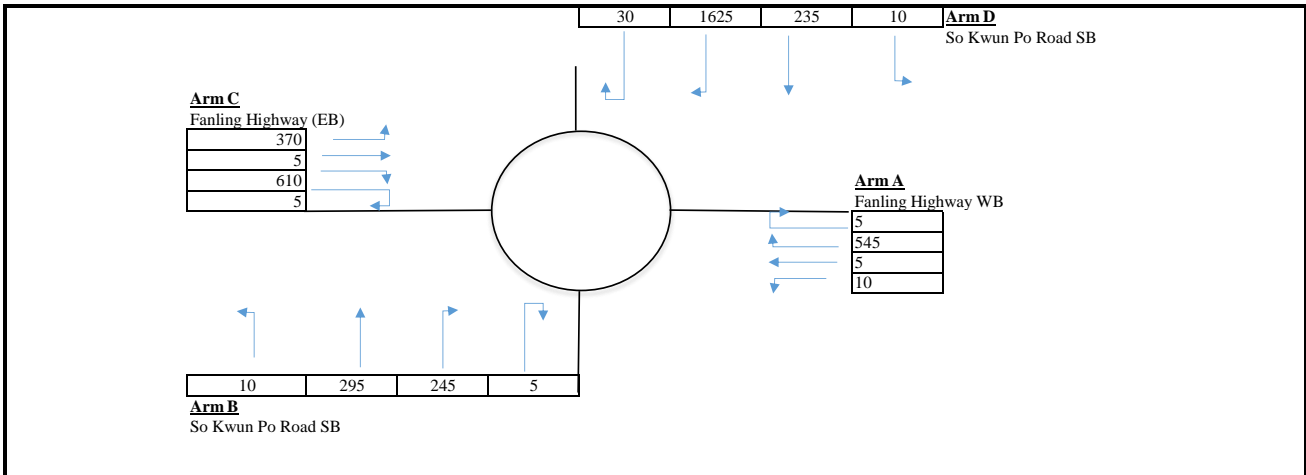 30 1625 235 10 Arm D
So Kwun Po Road SB
Arm C
Fanling Highway (EB)
370
5
610
5
Arm A
Fanling Highway WB
5
545
5
10
10 295 245 5
Arm B
So Kwun Po Road SB